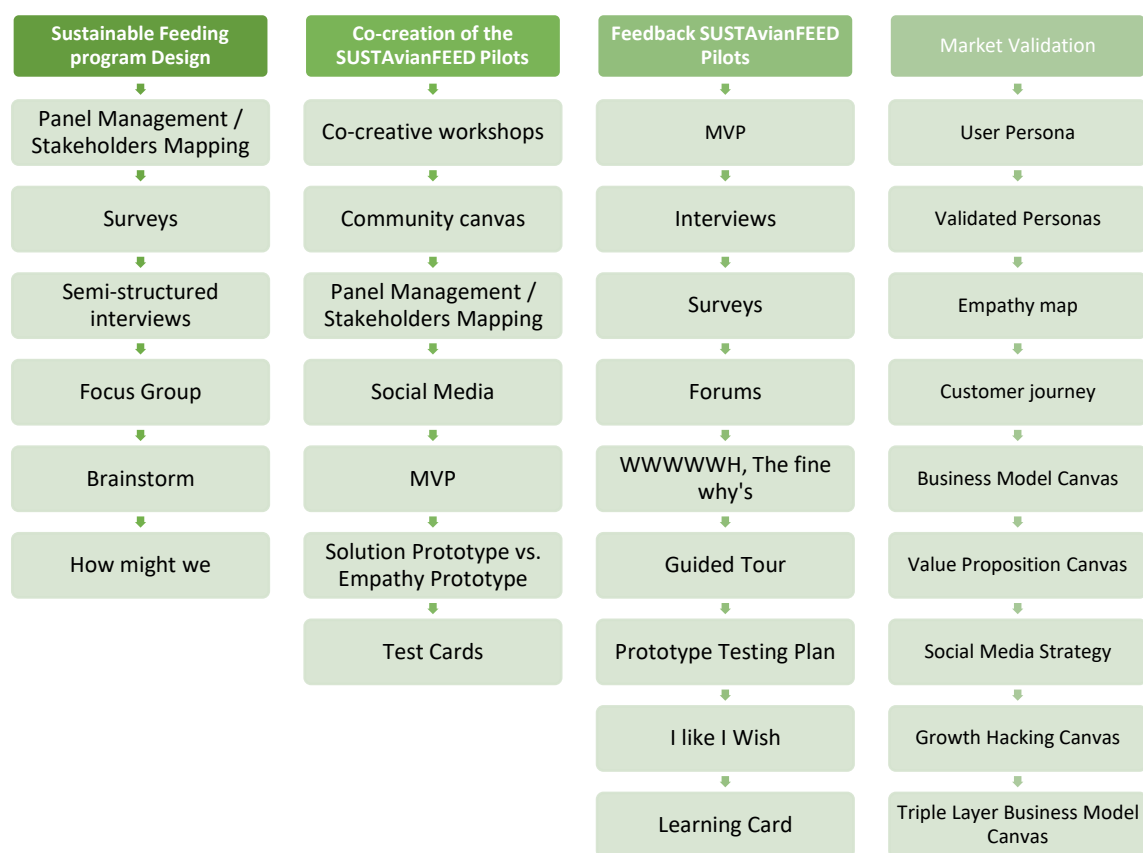 Sustainable Feeding
program Design
Panel Management /
Stakeholders Mapping
Surveys
Semi-structured
interviews
Focus Group
Brainstorm
How might we
Co-creation of the
SUSTAvianFEED Pilots
Co-creative workshops
Community canvas
Panel Management /
Stakeholders Mapping
Social Media
MVP
Solution Prototype vs.
Empathy Prototype
Test Cards
Feedback SUSTAvianFEED
Pilots
MVP
Interviews
Surveys
Forums
WWWWWH, The fine
why's
Guided Tour
Prototype Testing Plan
I like I Wish
Learning Card
Market Validation
User Persona
Validated Personas
Empathy map
Customer journey
Business Model Canvas
Value Proposition Canvas
Social Media Strategy
Growth Hacking Canvas
Triple Layer Business Model
Canvas